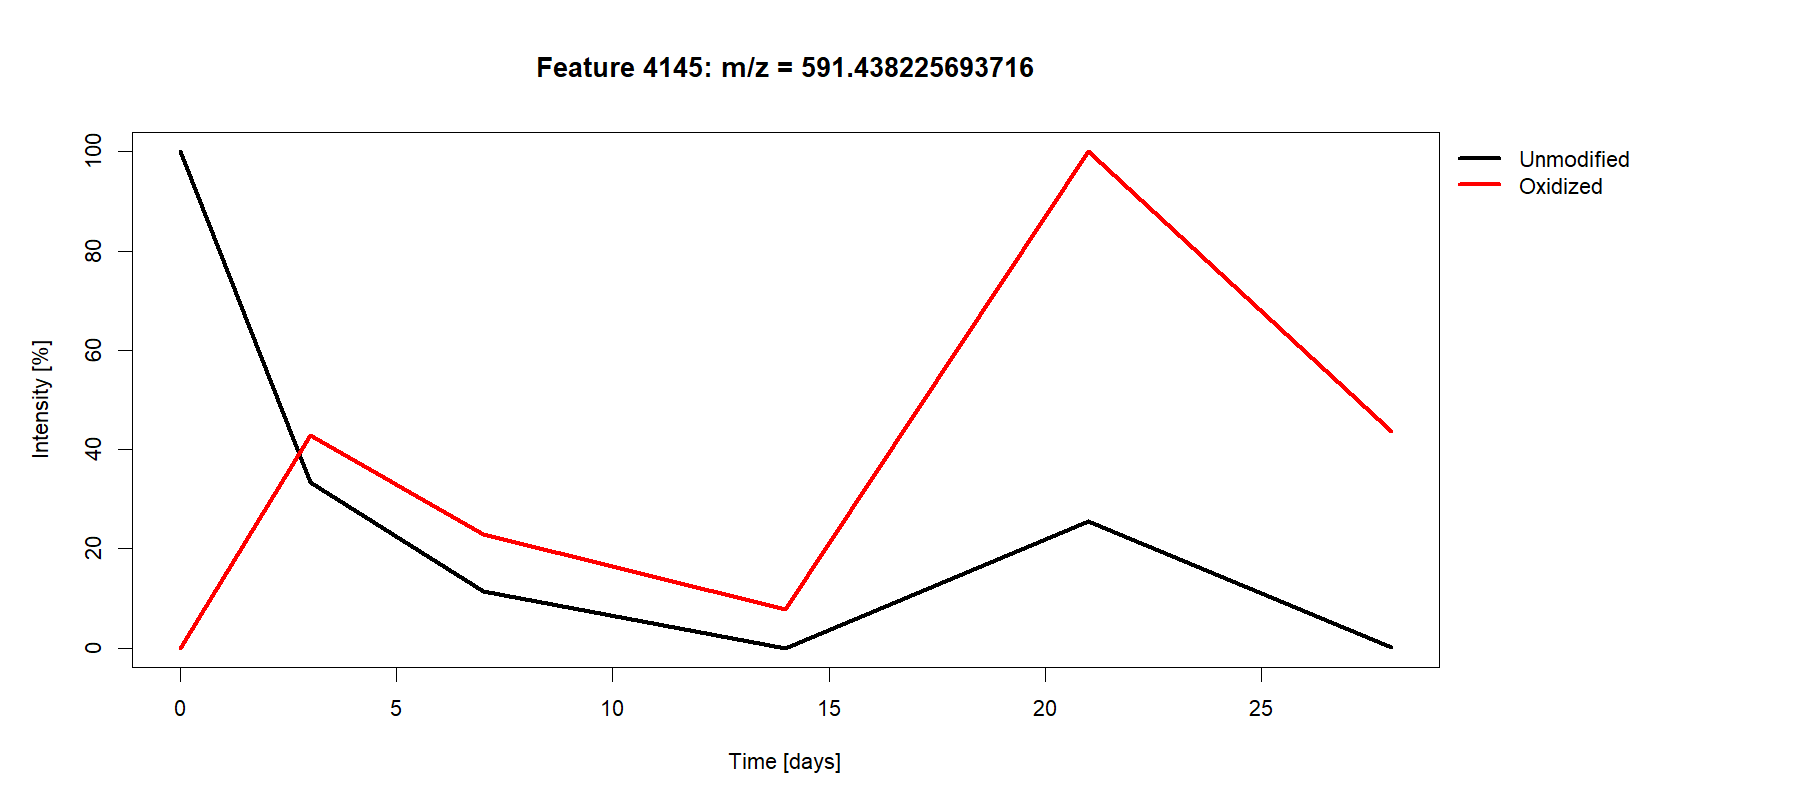 Feature 4145: m/z = 591.438225693716
Unmodified
Oxidized
Intensity [%]
100
80
60
40
20
0
0 5 10 15 20 25
Time [days]